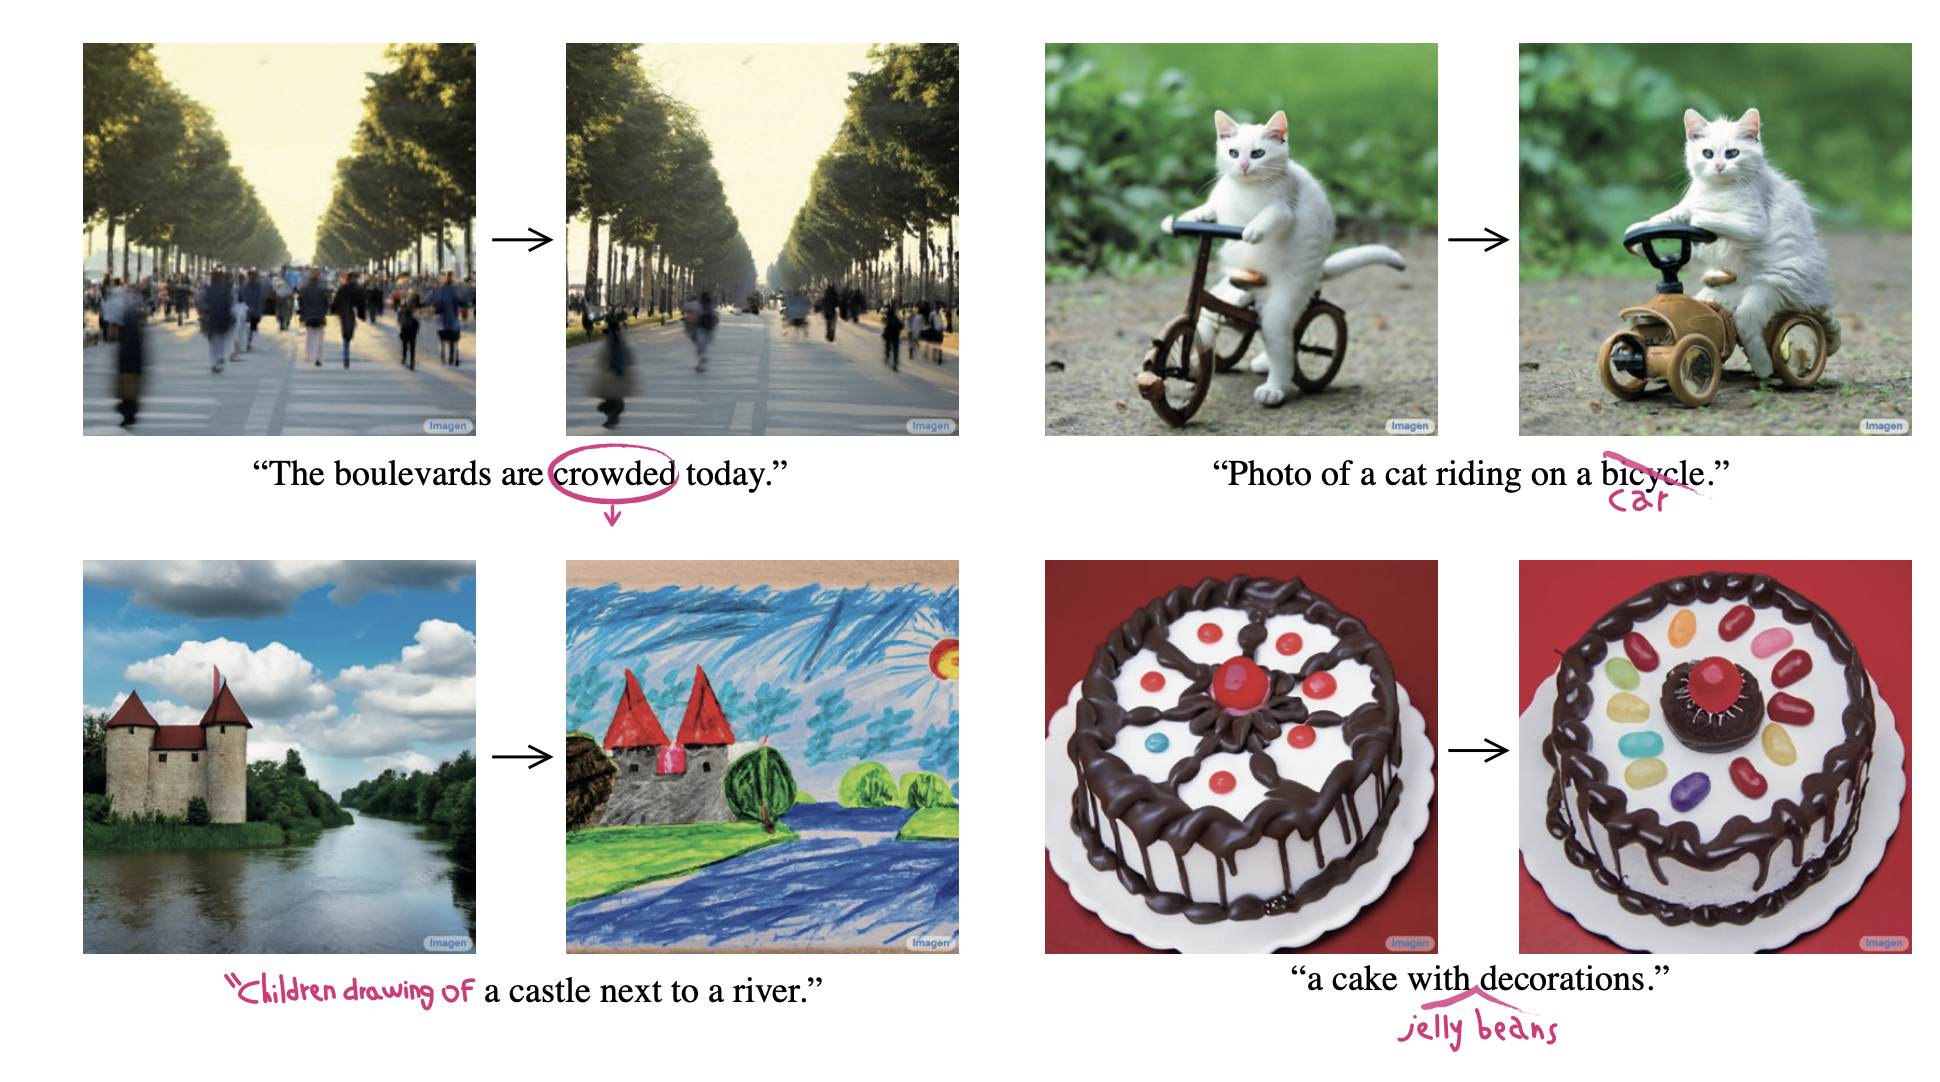 Imagen
Imagen
Imagen
Imagen
“The boulevards are crowded today.”
“Photo of a cat riding on a bicycle.”
car
Imagen
Imagen
Imagen
Imagen
“Children drawing of a castle next to a river.”
“a cake with decorations.”
jelly beans